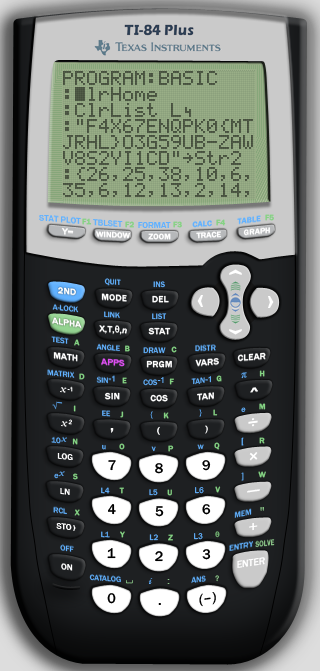 TI-84 Plus
TEXAS INSTRUMENTS
PROGRAM:BASIC
:ClrHome
:ClrList L₄
:"F4X67ENQPK0(MT
JRHL)O3G59UB-ZAW
V8S2YI1CD"→Str2
:{26,25,38,10,6,
35,6,12,13,2,14,
STAT PLOT F1 TBLSET F2 FORMAT F3 CALC F4 TABLE F5
Y= WINDOW ZOOM TRACE GRAPH
QUIT INS
2ND MODE DEL
A-LOCK LINK LIST
ALPHA X,T,θ,n STAT
TEST A ANGLE B DRAW C DISTR
MATH APPS PRGM VARS CLEAR
MATRIX D SIN⁻¹ E COS⁻¹ F TAN⁻¹ G π H
x⁻¹ SIN COS TAN ^
√ I EE J { K } L e M
x² , ( ) ÷
10ˣ N u O v P w Q [ R
LOG 7 8 9 ×
eˣ S L4 T L5 U L6 V ] W
LN 4 5 6 −
RCL X L1 Y L2 Z L3 θ MEM "
STO⟩ 1 2 3 +
OFF CATALOG ⎵ i : ANS ? ENTRY SOLVE
ON 0 . (-) ENTER